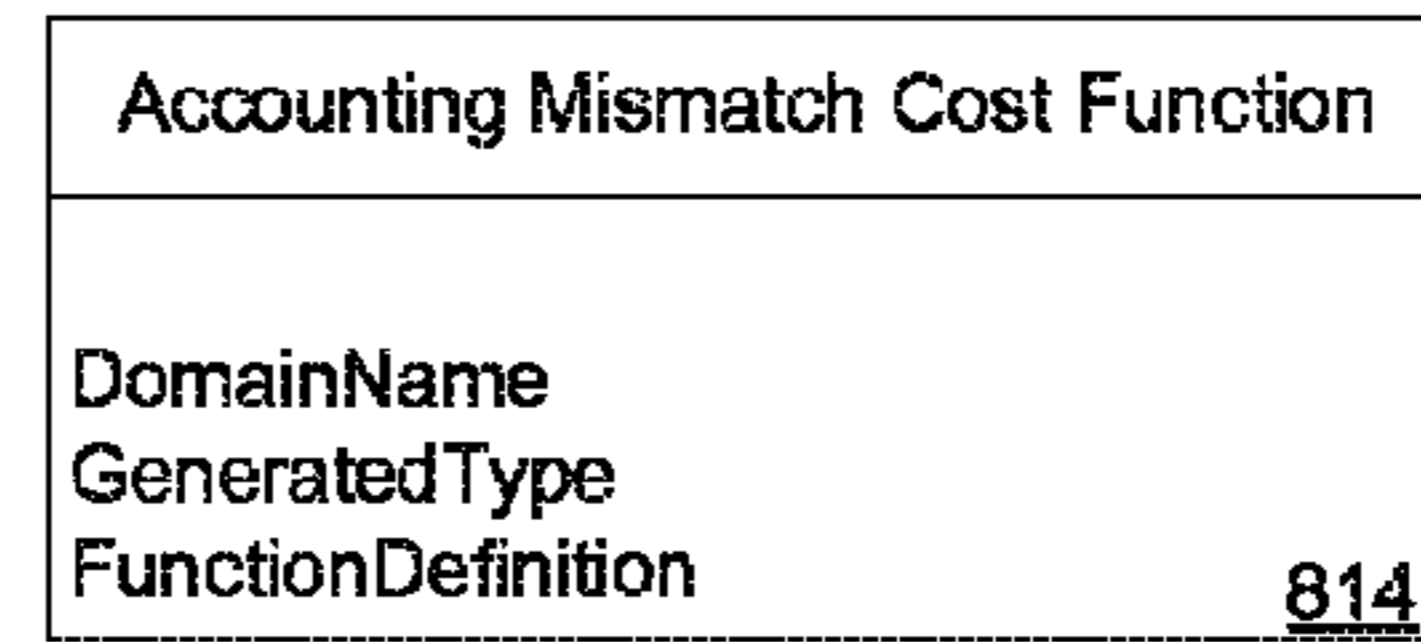 Accounting Mismatch Cost Function
DomainName
GeneratedType
FunctionDefinition
814